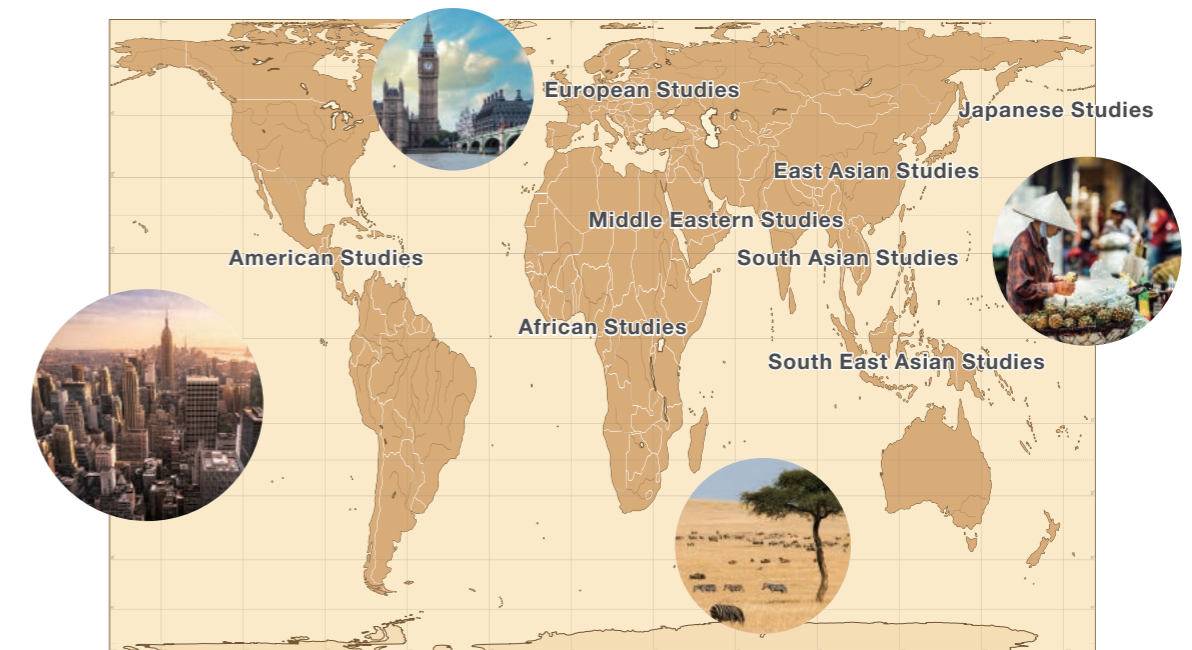 European Studies
Japanese Studies
East Asian Studies
Middle Eastern Studies
American Studies
South Asian Studies
African Studies
South East Asian Studies